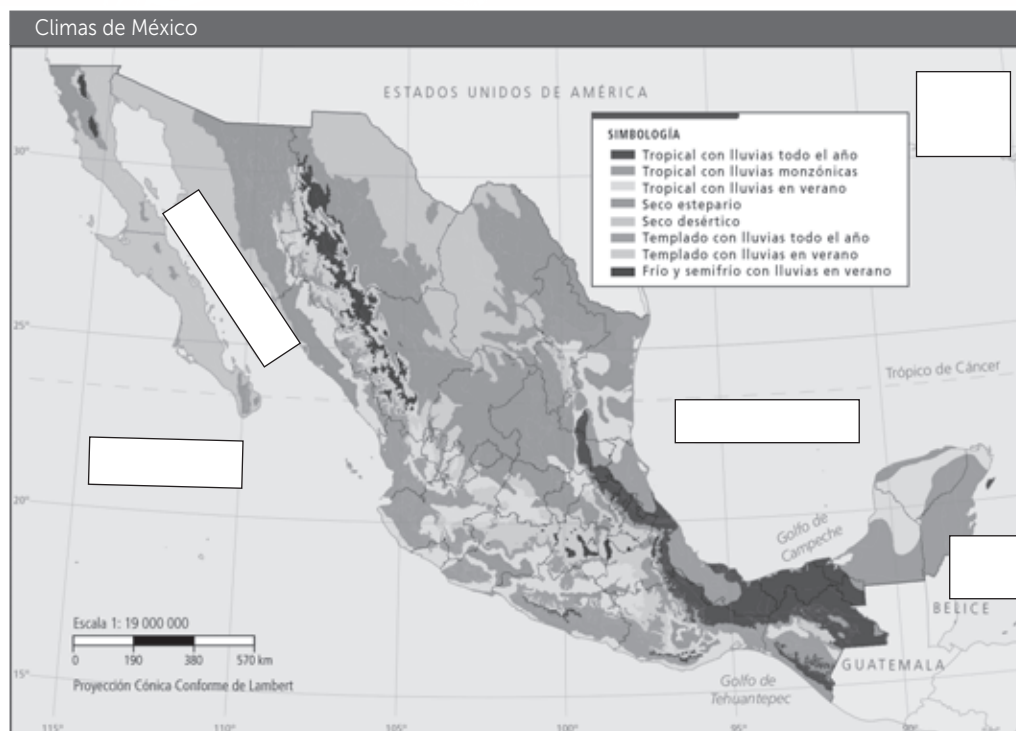 Climas de México
ESTADOS UNIDOS DE AMÉRICA
SIMBOLOGÍA
Tropical con lluvias todo el año
Tropical con lluvias monzónicas
Tropical con lluvias en verano
Seco estepario
Seco desértico
Templado con lluvias todo el año
Templado con lluvias en verano
Frío y semifrío con lluvias en verano
30°
25°
Trópico de Cáncer
20°
Golfo de
Campeche
BELICE
Escala 1: 19 000 000
0 190 380 570 km
GUATEMALA
Proyección Cónica Conforme de Lambert
Golfo de
Tehuantepec
15°
115° 110° 105° 100° 95° 90°